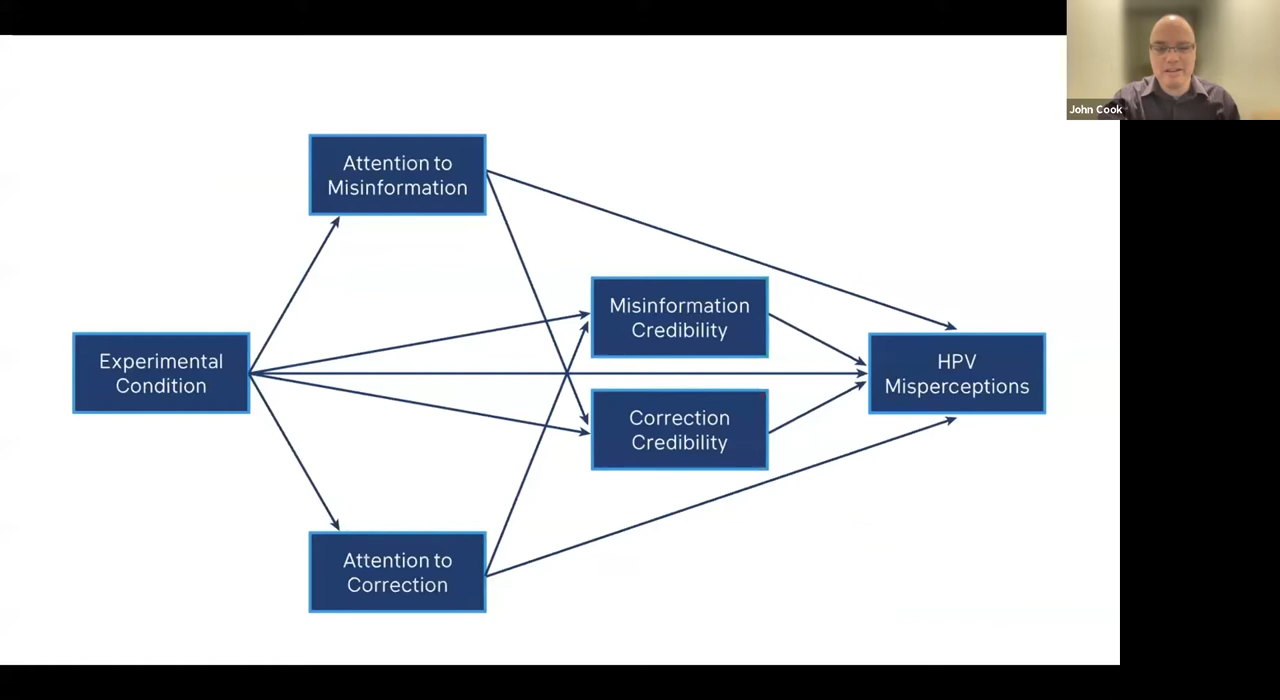 John Cook
Attention to
Misinformation
Misinformation
Credibility
Experimental
Condition
HPV
Misperceptions
Correction
Credibility
Attention to
Correction